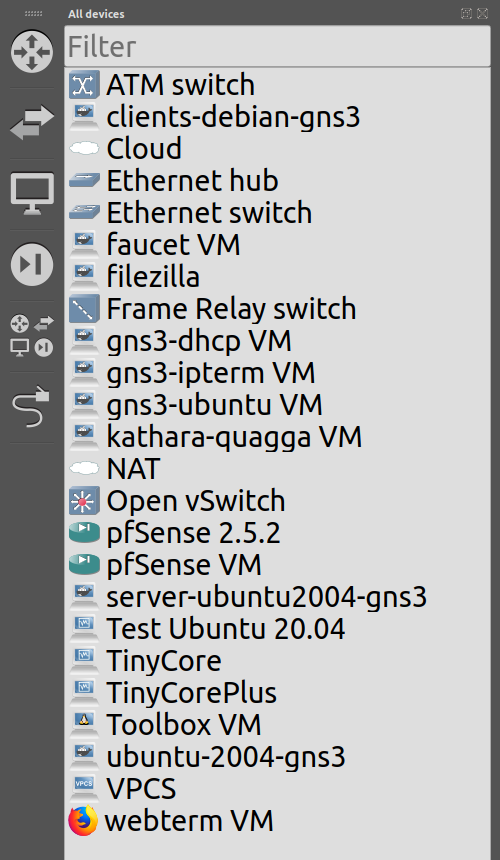 All devices
Filter
ATM switch
clients-debian-gns3
Cloud
Ethernet hub
Ethernet switch
faucet VM
filezilla
Frame Relay switch
gns3-dhcp VM
gns3-ipterm VM
gns3-ubuntu VM
kathara-quagga VM
NAT
Open vSwitch
pfSense 2.5.2
pfSense VM
server-ubuntu2004-gns3
Test Ubuntu 20.04
TinyCore
TinyCorePlus
Toolbox VM
ubuntu-2004-gns3
VPCS VPCS
webterm VM